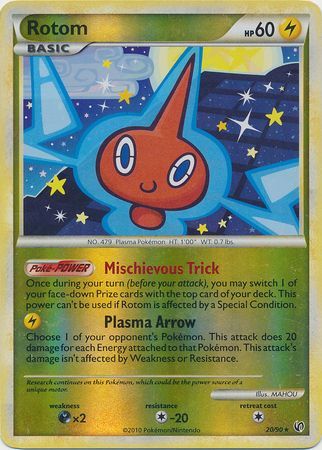 Rotom
HP 60
BASIC
NO. 479 Plasma Pokémon HT: 1'00" WT: 0.7 lbs.
Poké-POWER Mischievous Trick
Once during your turn (before your attack), you may switch 1
of your face-down Prize cards with the top card of your deck. This
power can't be used if Rotom is affected by a Special Condition.
Plasma Arrow
Choose 1 of your opponent's Pokémon. This attack does 20
damage for each Energy attached to that Pokémon. This attack's
damage isn't affected by Weakness or Resistance.
Research continues on this Pokémon, which could be the power source of a
unique motor.
Illus. MAHOU
weakness resistance retreat cost
×2 -20
©2010 Pokémon/Nintendo 20/90 ★